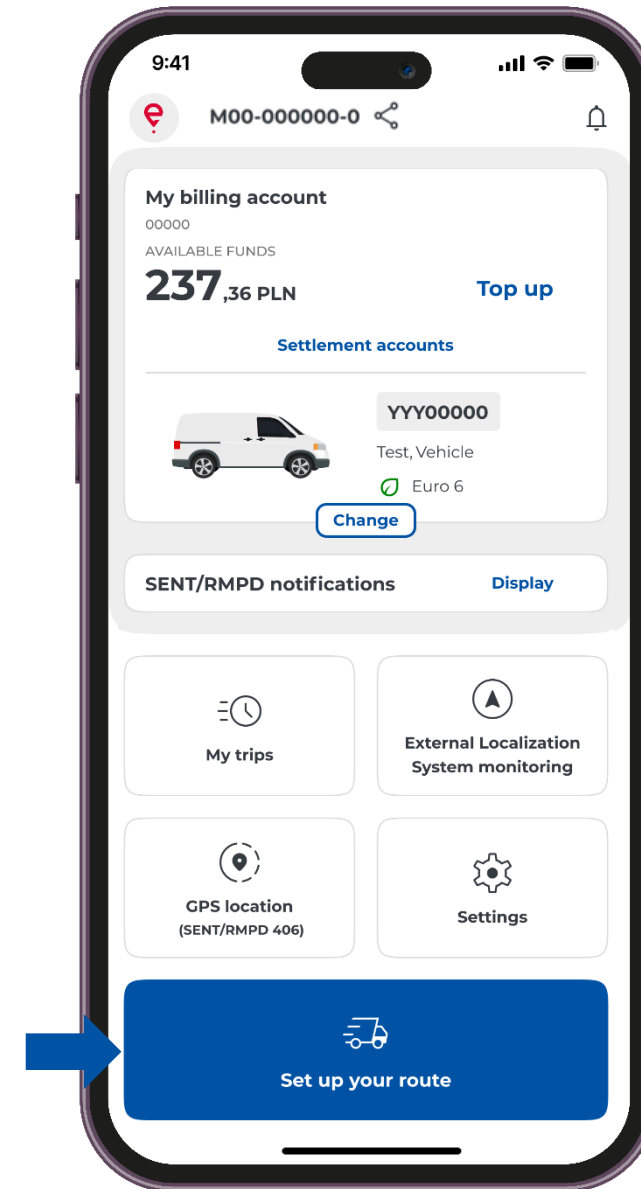 9:41
M00-000000-0
My billing account
00000
AVAILABLE FUNDS
237,36 PLN
Top up
Settlement accounts
YYY00000
Test, Vehicle
Euro 6
Change
SENT/RMPD notifications
Display
My trips
External Localization
System monitoring
GPS location
(SENT/RMPD 406)
Settings
Set up your route